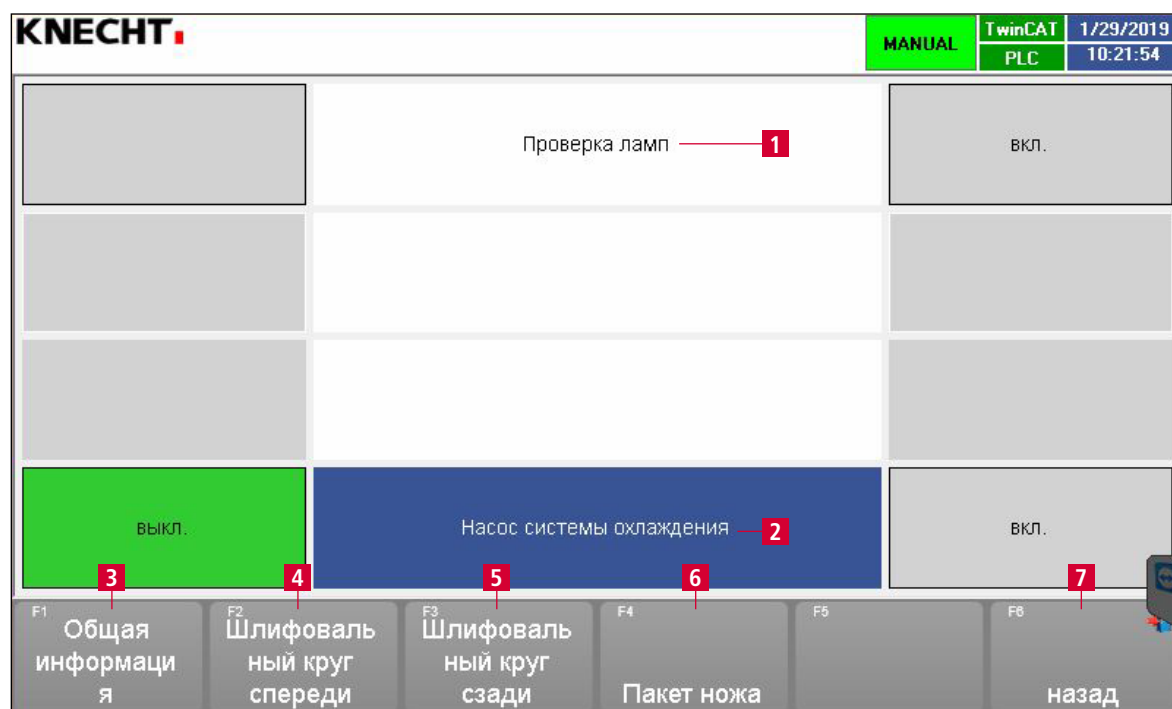 KNECHT
MANUAL
TwinCAT
1/29/2019
PLC
10:21:54
Проверка ламп
1
вкл.
выкл.
Насос системы охлаждения
2
вкл.
3
4
5
6
7
F1
Общая
информаци
я
F2
Шлифоваль
ный круг
спереди
F3
Шлифоваль
ный круг
сзади
F4
Пакет ножа
F5
F6
назад